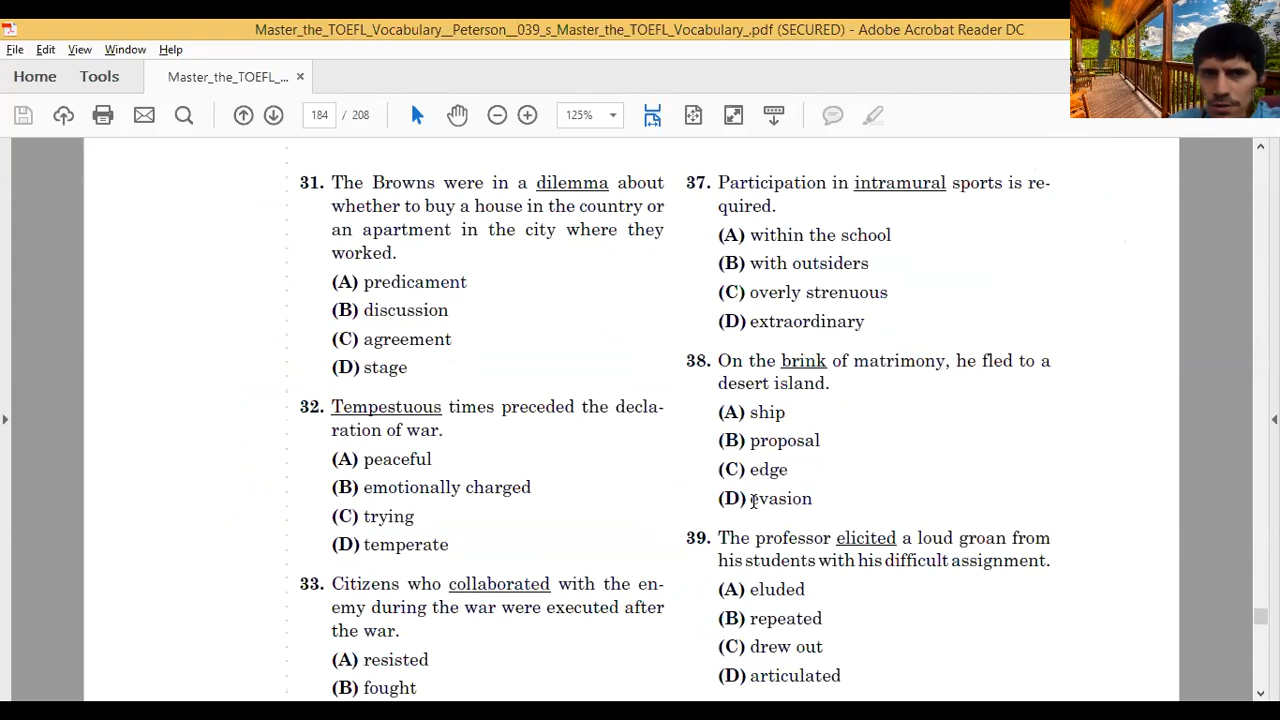 Master_the_TOEFL_Vocabulary__Peterson__039_s_Master_the_TOEFL_Vocabulary_.pdf (SECURED) - Adobe Acrobat Reader DC
File Edit View Window Help
Home Tools Master_the_TOEFL_... ×
184 / 208 125%
31. The Browns were in a dilemma about
whether to buy a house in the country or
an apartment in the city where they
worked.
(A) predicament
(B) discussion
(C) agreement
(D) stage
32. Tempestuous times preceded the decla-
ration of war.
(A) peaceful
(B) emotionally charged
(C) trying
(D) temperate
33. Citizens who collaborated with the en-
emy during the war were executed after
the war.
(A) resisted
(B) fought
37. Participation in intramural sports is re-
quired.
(A) within the school
(B) with outsiders
(C) overly strenuous
(D) extraordinary
38. On the brink of matrimony, he fled to a
desert island.
(A) ship
(B) proposal
(C) edge
(D) evasion
39. The professor elicited a loud groan from
his students with his difficult assignment.
(A) eluded
(B) repeated
(C) drew out
(D) articulated